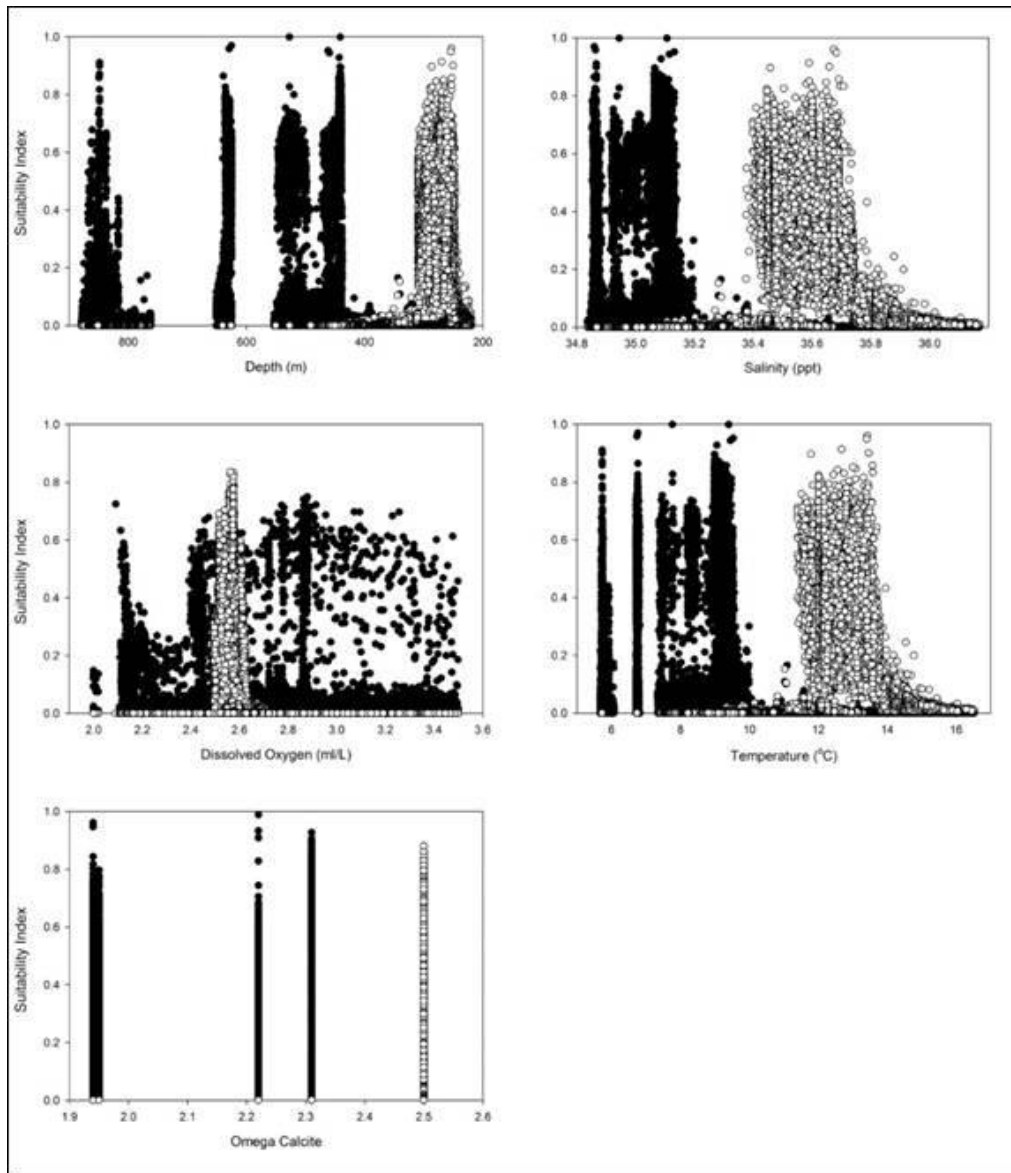 1.0
0.8
0.6
0.4
0.2
0.0
Suitability Index
800 600 400 200
Depth (m)
1.0
0.8
0.6
0.4
0.2
0.0
34.8 35.0 35.2 35.4 35.6 35.8 36.0
Salinity (ppt)
1.0
0.8
0.6
0.4
0.2
0.0
Suitability Index
2.0 2.2 2.4 2.6 2.8 3.0 3.2 3.4 3.6
Dissolved Oxygen (ml/L)
1.0
0.8
0.6
0.4
0.2
0.0
6 8 10 12 14 16
Temperature (⁰C)
1.0
0.8
0.6
0.4
0.2
0.0
Suitability Index
1.9 2.0 2.1 2.2 2.3 2.4 2.5 2.6
Omega Calcite